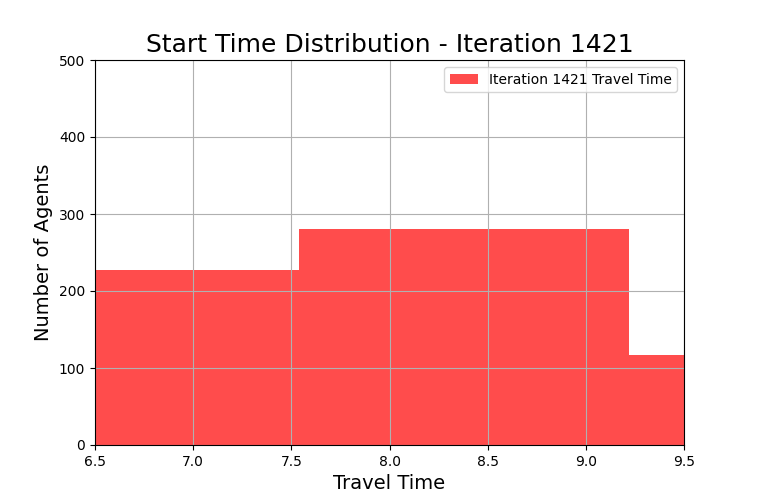 Start Time Distribution - Iteration 1421
Iteration 1421 Travel Time
500
400
300
200
100
0
Number of Agents
6.5 7.0 7.5 8.0 8.5 9.0 9.5
Travel Time